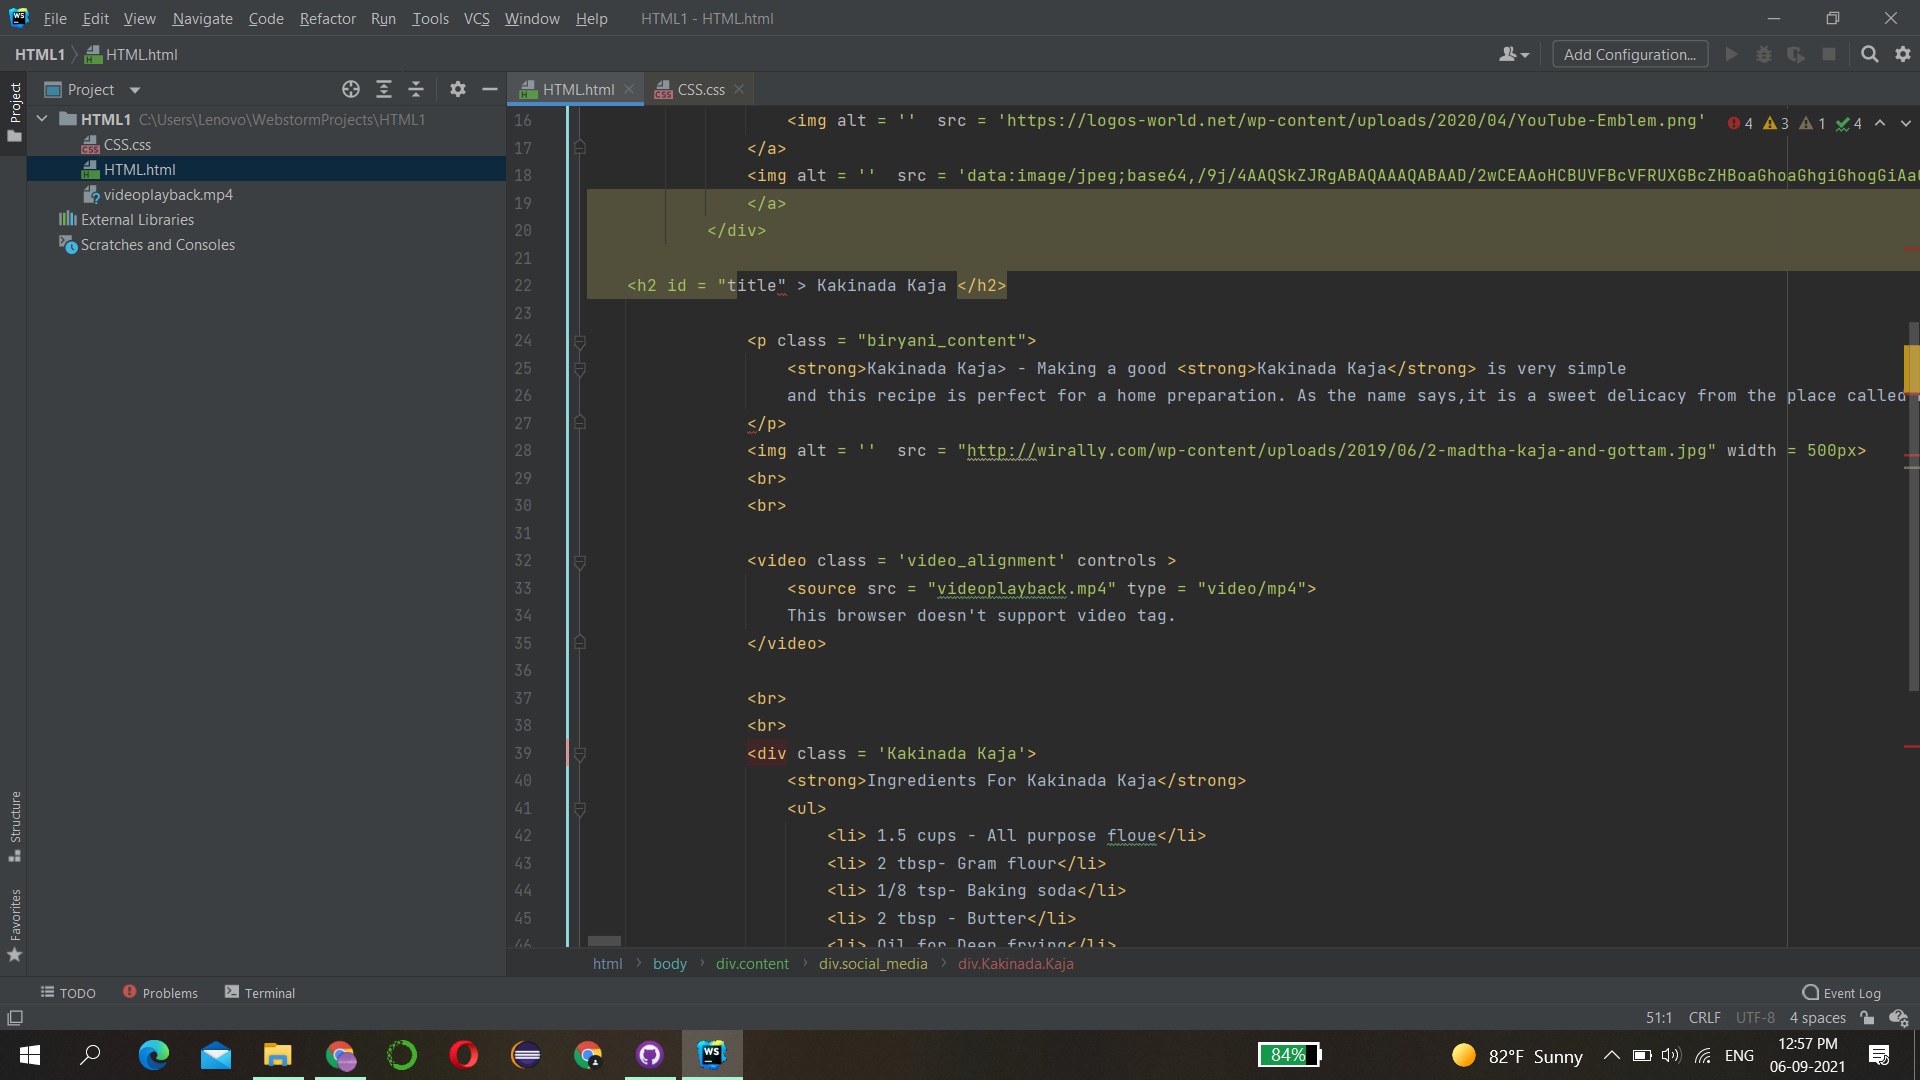 File Edit View Navigate Code Refactor Run Tools VCS Window Help HTML1 - HTML.html
HTML1 HTML.html Add Configuration...
Project
Project
HTML.html
CSS.css
HTML1 C:\Users\Lenovo\WebstormProjects\HTML1
CSS.css
HTML.html
videoplayback.mp4
External Libraries
Scratches and Consoles
4 3 1 4
16 <img alt = '' src = 'https://logos-world.net/wp-content/uploads/2020/04/YouTube-Emblem.png'
17 </a>
18 <img alt = '' src = 'data:image/jpeg;base64,/9j/4AAQSkZJRgABAQAAAQABAAD/2wCEAAoHCBUVFBcVFRUXGBcZHBoaGhoaGhgiGhogGiAa
19 </a>
20 </div>
21
22 <h2 id = "title" > Kakinada Kaja </h2>
23
24 <p class = "biryani_content">
25 <strong>Kakinada Kaja> - Making a good <strong>Kakinada Kaja</strong> is very simple
26 and this recipe is perfect for a home preparation. As the name says,it is a sweet delicacy from the place called
27 </p>
28 <img alt = '' src = "http://wirally.com/wp-content/uploads/2019/06/2-madtha-kaja-and-gottam.jpg" width = 500px>
29 <br>
30 <br>
31
32 <video class = 'video_alignment' controls >
33 <source src = "videoplayback.mp4" type = "video/mp4">
34 This browser doesn't support video tag.
35 </video>
36
37 <br>
38 <br>
39 <div class = 'Kakinada Kaja'>
40 <strong>Ingredients For Kakinada Kaja</strong>
41 <ul>
42 <li> 1.5 cups - All purpose floue</li>
43 <li> 2 tbsp- Gram flour</li>
44 <li> 1/8 tsp- Baking soda</li>
45 <li> 2 tbsp - Butter</li>
46 <li> Oil for Deep frying</li>
Structure
Favorites
html body div.content div.social_media div.Kakinada.Kaja
TODO Problems Terminal Event Log
51:1 CRLF UTF-8 4 spaces
84% 82°F Sunny ENG 12:57 PM
06-09-2021